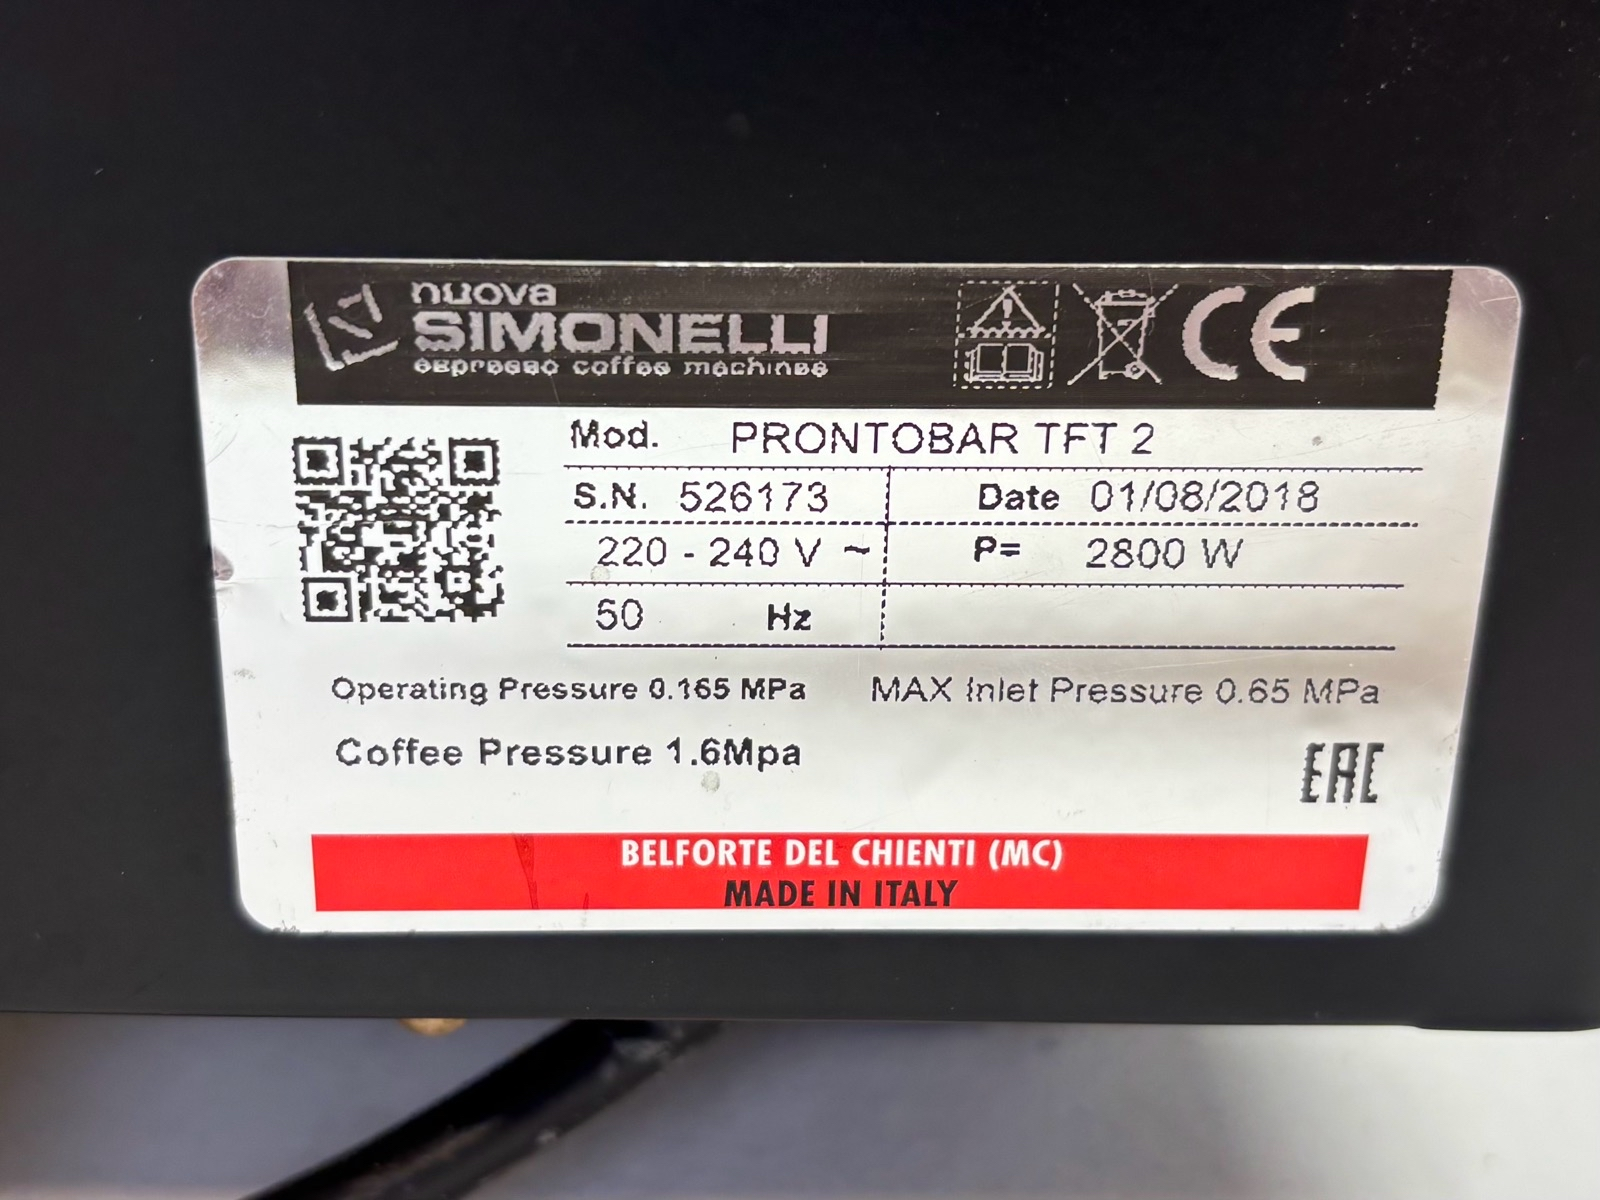 nuova
SIMONELLI
espresso coffee machines
CE
Mod. PRONTOBAR TFT 2
S.N. 526173 Date 01/08/2018
220 - 240 V ~ P= 2800 W
50 Hz
Operating Pressure 0.165 MPa MAX Inlet Pressure 0.65 MPa
Coffee Pressure 1.6Mpa
EAC
BELFORTE DEL CHIENTI (MC)
MADE IN ITALY